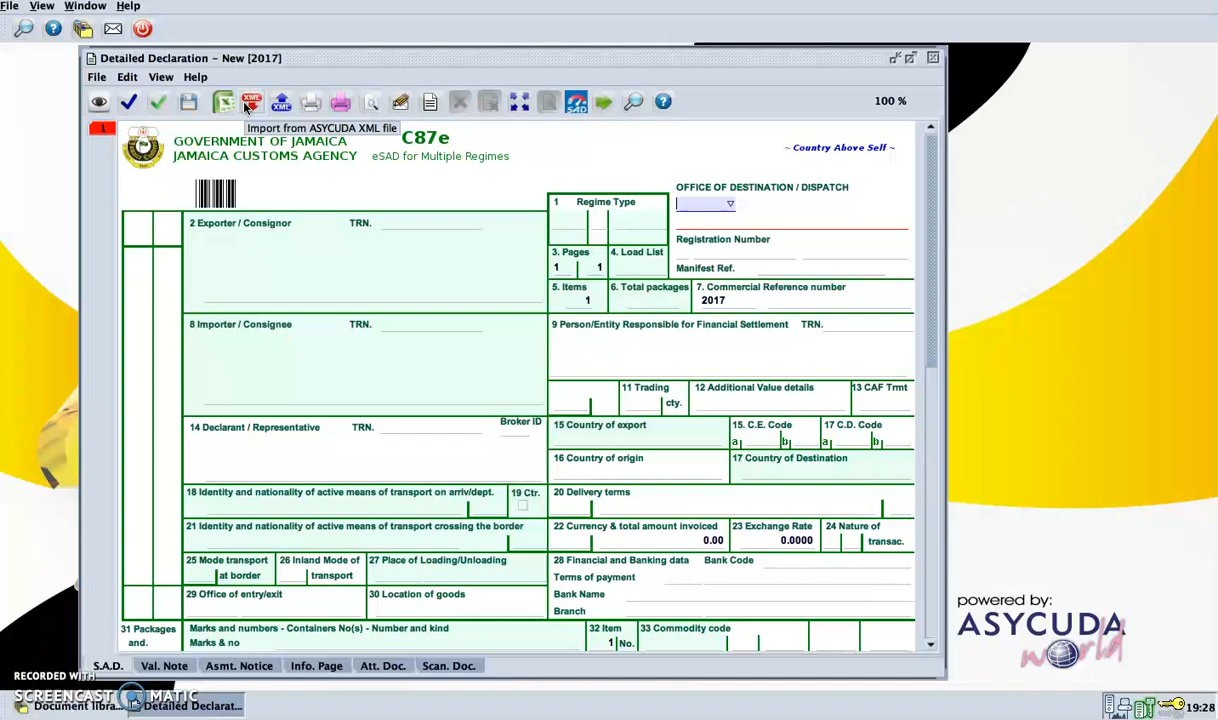 File View Window Help
Detailed Declaration – New [2017]
File Edit View Help
XML XML SAD 100 %
Import from ASYCUDA XML file
1
GOVERNMENT OF JAMAICA C87e
JAMAICA CUSTOMS AGENCY eSAD for Multiple Regimes
~ Country Above Self ~
OFFICE OF DESTINATION / DISPATCH
1 Regime Type
2 Exporter / Consignor TRN.
Registration Number
3. Pages 4. Load List
1 1
Manifest Ref.
5. Items 6. Total packages 7. Commercial Reference number
1 2017
8 Importer / Consignee TRN.
9 Person/Entity Responsible for Financial Settlement TRN.
11 Trading 12 Additional Value details 13 CAF Trmt
cty.
14 Declarant / Representative TRN. Broker ID
15 Country of export 15. C.E. Code 17 C.D. Code
a b a b
16 Country of origin 17 Country of Destination
18 Identity and nationality of active means of transport on arriv/dept. 19 Ctr. 20 Delivery terms
21 Identity and nationality of active means of transport crossing the border 22 Currency & total amount invoiced 23 Exchange Rate 24 Nature of
0.00 0.0000 transac.
25 Mode transport 26 Inland Mode of 27 Place of Loading/Unloading 28 Financial and Banking data Bank Code
at border transport Terms of payment
29 Office of entry/exit 30 Location of goods Bank Name
Branch
31 Packages Marks and numbers - Containers No(s) - Number and kind 32 Item 33 Commodity code
and. Marks & no 1 No.
S.A.D. Val. Note Asmt. Notice Info. Page Att. Doc. Scan. Doc.
powered by:
ASYCUDA
world
RECORDED WITH
SCREENCAST MATIC
Document libra... Detailed Declarat... 19:28